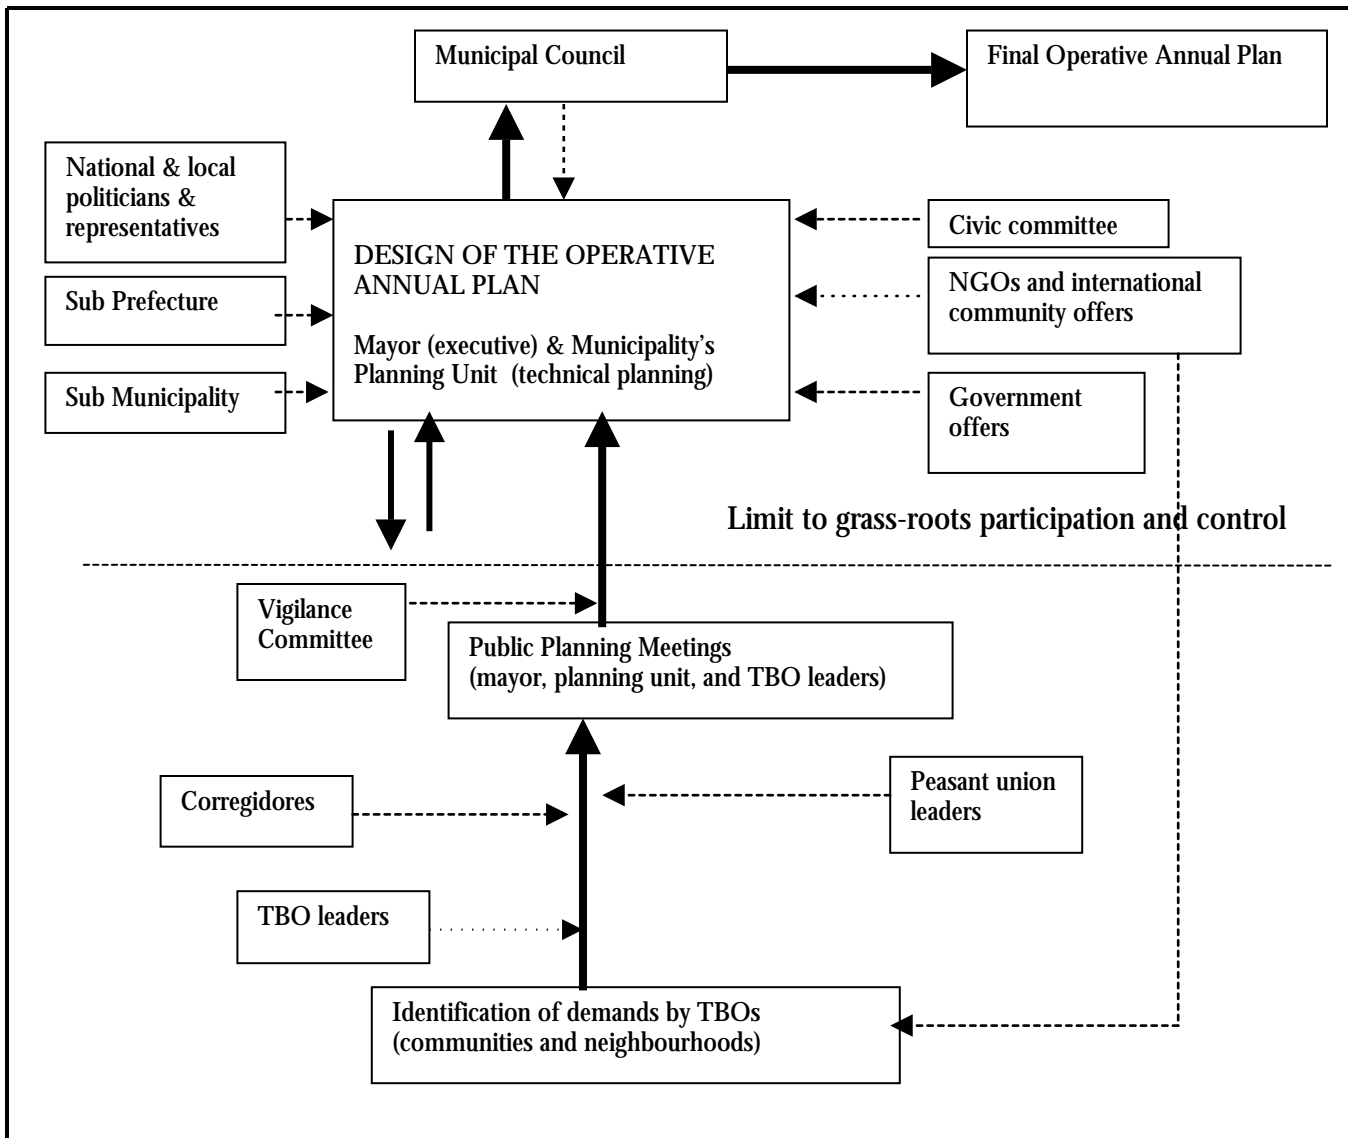 Municipal Council
Final Operative Annual Plan
National & local
politicians &
representatives
Sub Prefecture
Sub Municipality
DESIGN OF THE OPERATIVE
ANNUAL PLAN
Mayor (executive) & Municipality’s
Planning Unit (technical planning)
Civic committee
NGOs and international
community offers
Government
offers
Limit to grass-roots participation and control
Vigilance
Committee
Public Planning Meetings
(mayor, planning unit, and TBO leaders)
Corregidores
Peasant union
leaders
TBO leaders
Identification of demands by TBOs
(communities and neighbourhoods)